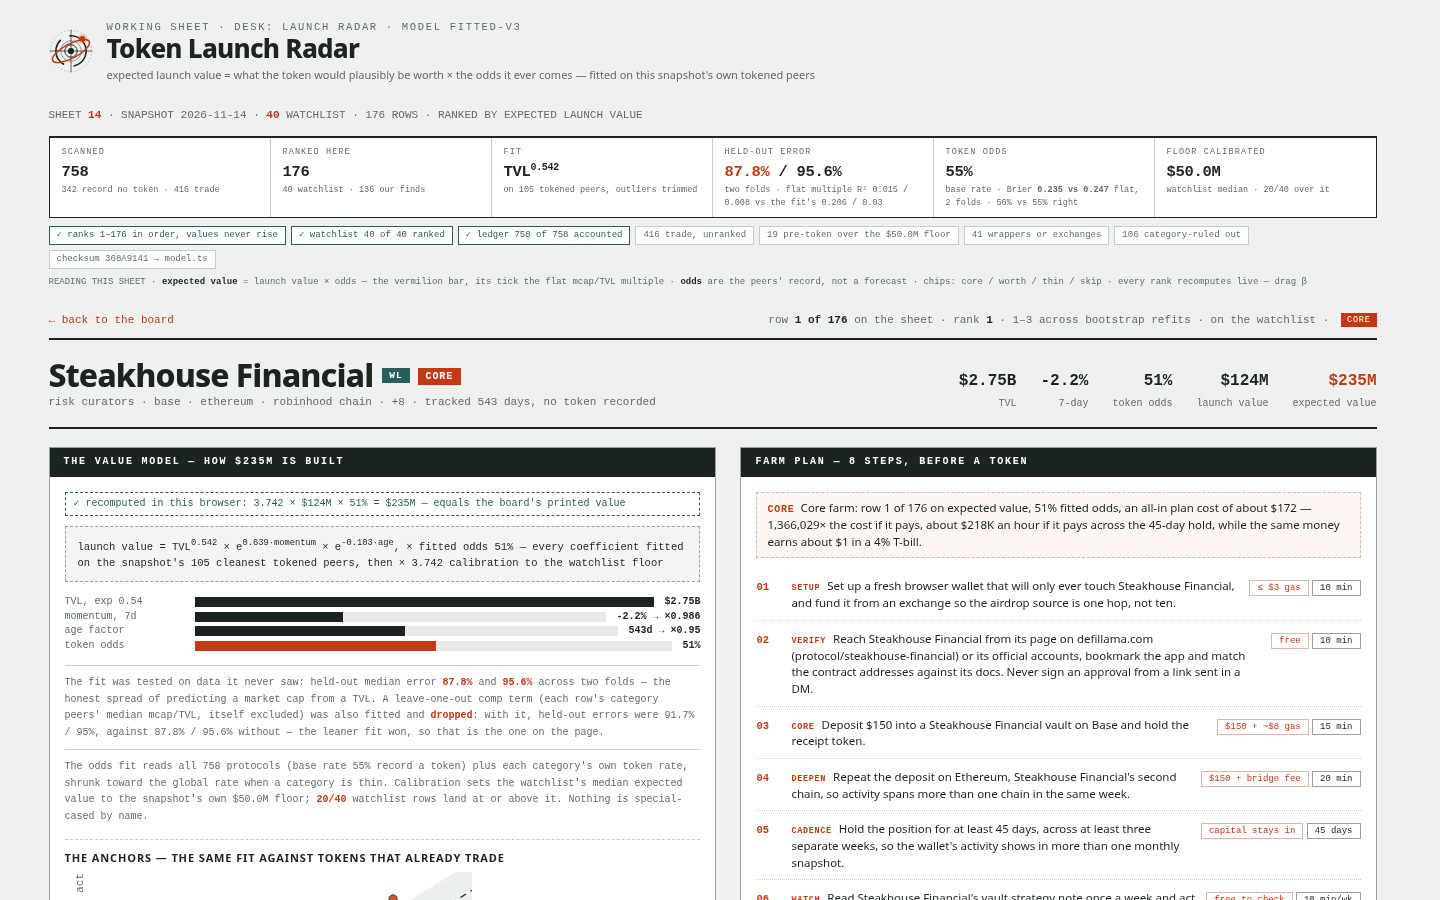 WORKING SHEET · DESK: LAUNCH RADAR · MODEL FITTED-V3
Token Launch Radar
expected launch value = what the token would plausibly be worth × the odds it ever comes — fitted on this snapshot's own tokened peers
SHEET 14 · SNAPSHOT 2026-11-14 · 40 WATCHLIST · 176 ROWS · RANKED BY EXPECTED LAUNCH VALUE
SCANNED
758
342 record no token · 416 trade
RANKED HERE
176
40 watchlist · 136 our finds
FIT
TVL0.542
on 105 tokened peers, outliers trimmed
HELD-OUT ERROR
87.8% / 95.6%
two folds · flat multiple R² 0.015 /
0.008 vs the fit's 0.206 / 0.03
TOKEN ODDS
55%
base rate · Brier 0.235 vs 0.247 flat,
2 folds · 56% vs 55% right
FLOOR CALIBRATED
$50.0M
watchlist median · 20/40 over it
✓ ranks 1–176 in order, values never rise
✓ watchlist 40 of 40 ranked
✓ ledger 758 of 758 accounted
416 trade, unranked
19 pre-token over the $50.0M floor
41 wrappers or exchanges
106 category-ruled out
checksum 368A9141 → model.ts
READING THIS SHEET · expected value = launch value × odds — the vermilion bar, its tick the flat mcap/TVL multiple · odds are the peers' record, not a forecast · chips: core / worth / thin / skip · every rank recomputes live — drag β
← back to the board
row 1 of 176 on the sheet · rank 1 · 1–3 across bootstrap refits · on the watchlist · CORE
Steakhouse Financial WL CORE
risk curators · base · ethereum · robinhood chain · +8 · tracked 543 days, no token recorded
$2.75B
TVL
-2.2%
7-day
51%
token odds
$124M
launch value
$235M
expected value
THE VALUE MODEL — HOW $235M IS BUILT
✓ recomputed in this browser: 3.742 × $124M × 51% = $235M — equals the board's printed value
launch value = TVL0.542 × e0.639·momentum × e-0.103·age, × fitted odds 51% — every coefficient fitted
on the snapshot's 105 cleanest tokened peers, then × 3.742 calibration to the watchlist floor
TVL, exp 0.54 $2.75B
momentum, 7d -2.2% → ×0.986
age factor 543d → ×0.95
token odds 51%
The fit was tested on data it never saw: held-out median error 87.8% and 95.6% across two folds — the
honest spread of predicting a market cap from a TVL. A leave-one-out comp term (each row's category
peers' median mcap/TVL, itself excluded) was also fitted and dropped: with it, held-out errors were 91.7%
/ 95%, against 87.8% / 95.6% without — the leaner fit won, so that is the one on the page.
The odds fit reads all 758 protocols (base rate 55% record a token) plus each category's own token rate,
shrunk toward the global rate when a category is thin. Calibration sets the watchlist's median expected
value to the snapshot's own $50.0M floor; 20/40 watchlist rows land at or above it. Nothing is special-
cased by name.
THE ANCHORS — THE SAME FIT AGAINST TOKENS THAT ALREADY TRADE
act
FARM PLAN — 8 STEPS, BEFORE A TOKEN
CORE Core farm: row 1 of 176 on expected value, 51% fitted odds, an all-in plan cost of about $172 —
1,366,029× the cost if it pays, about $218K an hour if it pays across the 45-day hold, while the same money
earns about $1 in a 4% T-bill.
01 SETUP Set up a fresh browser wallet that will only ever touch Steakhouse Financial, ≤ $3 gas 10 min
and fund it from an exchange so the airdrop source is one hop, not ten.
02 VERIFY Reach Steakhouse Financial from its page on defillama.com free 10 min
(protocol/steakhouse-financial) or its official accounts, bookmark the app and match
the contract addresses against its docs. Never sign an approval from a link sent in a
DM.
03 CORE Deposit $150 into a Steakhouse Financial vault on Base and hold the $150 + ~$8 gas 15 min
receipt token.
04 DEEPEN Repeat the deposit on Ethereum, Steakhouse Financial's second $150 + bridge fee 20 min
chain, so activity spans more than one chain in the same week.
05 CADENCE Hold the position for at least 45 days, across at least three capital stays in 45 days
separate weeks, so the wallet's activity shows in more than one monthly
snapshot.
06 WATCH Read Steakhouse Financial's vault strategy note once a week and act free to check 10 min/wk